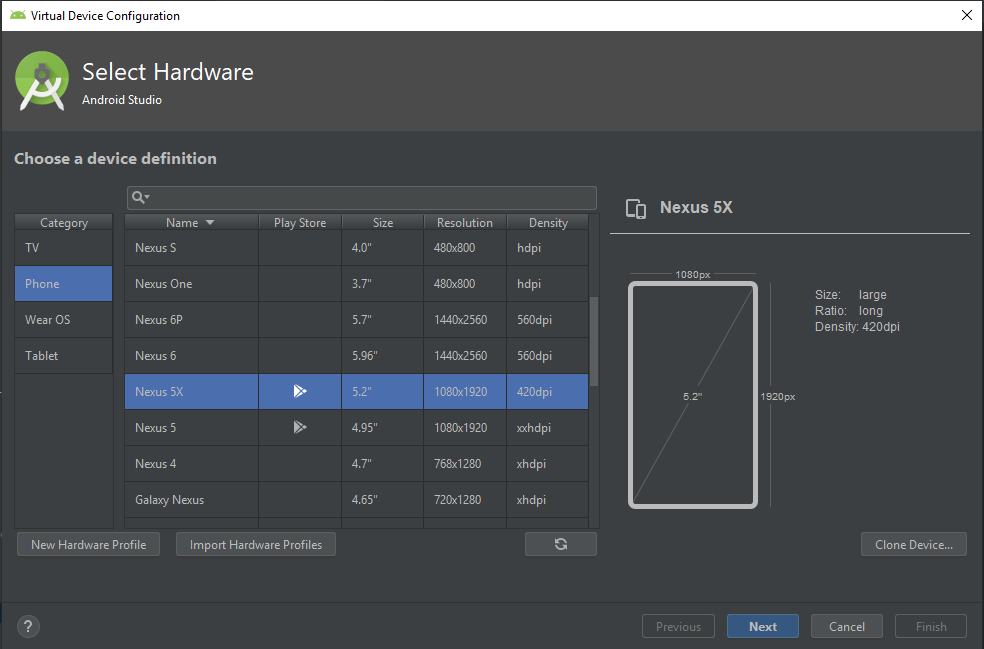 Virtual Device Configuration
Select Hardware
Android Studio
Choose a device definition
Category
TV
Phone
Wear OS
Tablet
Name Play Store Size Resolution Density
Nexus S 4.0" 480x800 hdpi
Nexus One 3.7" 480x800 hdpi
Nexus 6P 5.7" 1440x2560 560dpi
Nexus 6 5.96" 1440x2560 560dpi
Nexus 5X 5.2" 1080x1920 420dpi
Nexus 5 4.95" 1080x1920 xxhdpi
Nexus 4 4.7" 768x1280 xhdpi
Galaxy Nexus 4.65" 720x1280 xhdpi
Nexus 5X
1080px
5.2"
1920px
Size: large
Ratio: long
Density: 420dpi
New Hardware Profile
Import Hardware Profiles
Clone Device...
?
Previous
Next
Cancel
Finish